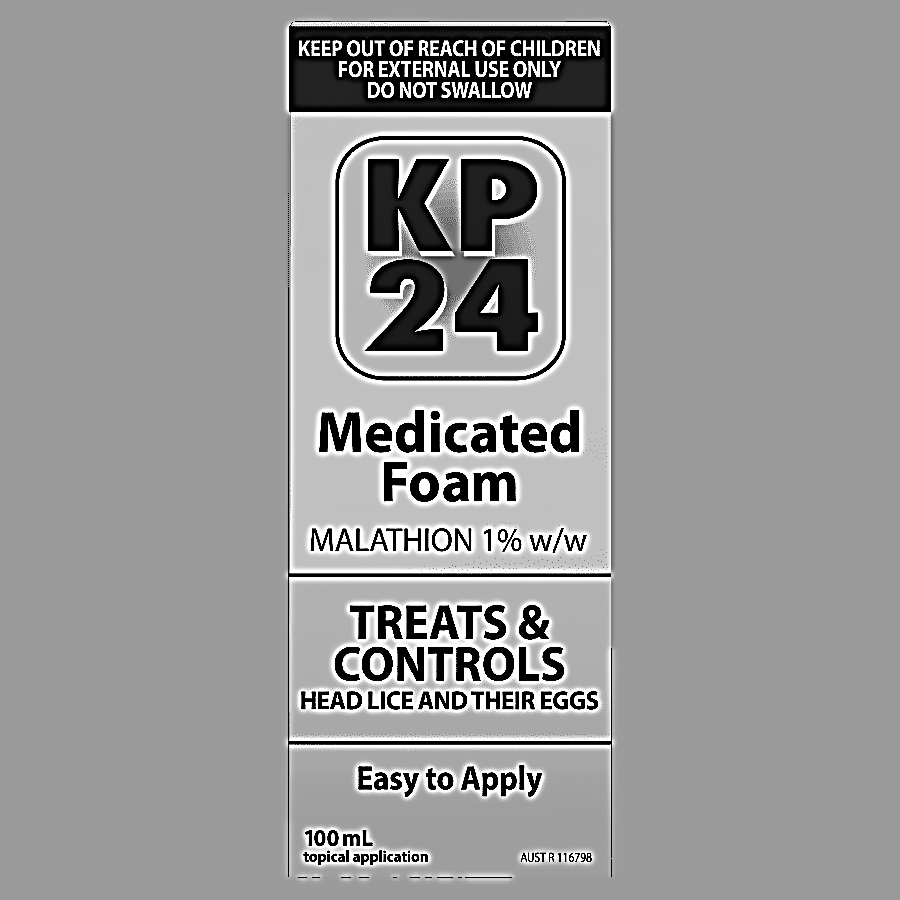 KEEP OUT OF REACH OF CHILDREN
FOR EXTERNAL USE ONLY
DO NOT SWALLOW
KP
24
Medicated
Foam
MALATHION 1% w/w
TREATS &
CONTROLS
HEAD LICE AND THEIR EGGS
Easy to Apply
100 mL
topical application
AUST R 116798